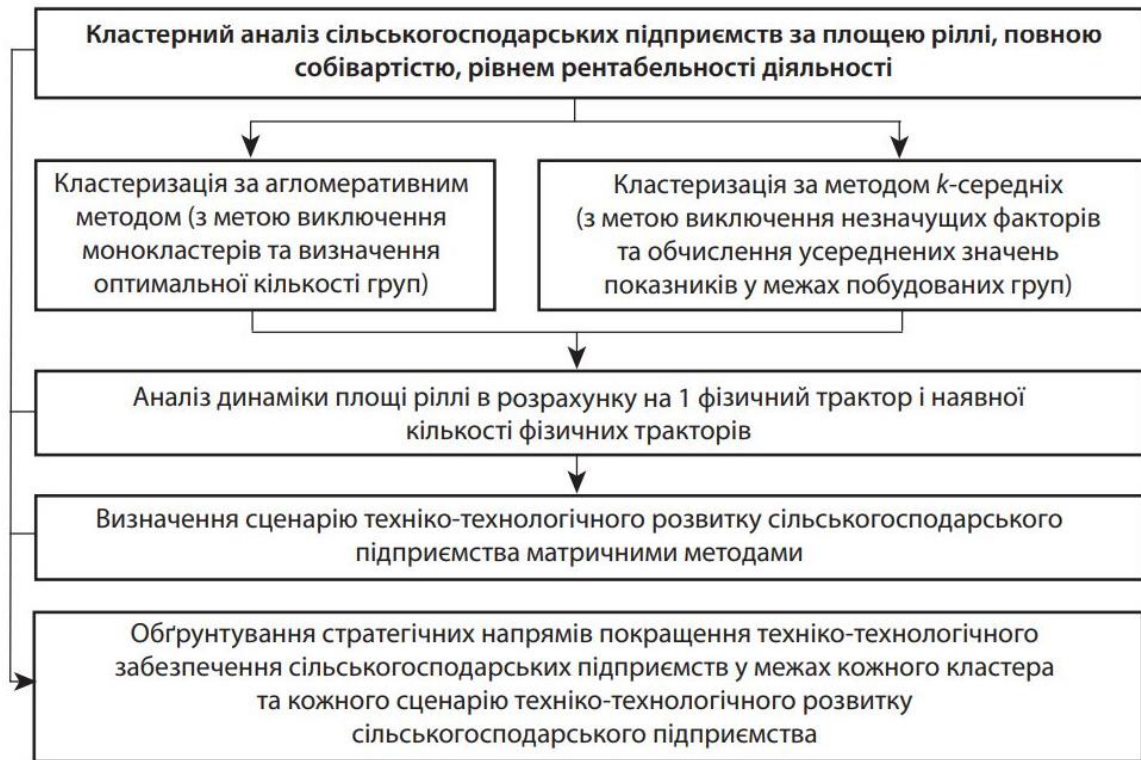 Кластерний аналіз сільськогосподарських підприємств за площею ріллі, повною
собівартістю, рівнем рентабельності діяльності
Кластеризація за агломеративним
методом (з метою виключення
монокластерів та визначення
оптимальної кількості груп)
Кластеризація за методом k-середніх
(з метою виключення незначущих факторів
та обчислення усереднених значень
показників у межах побудованих груп)
Аналіз динаміки площі ріллі в розрахунку на 1 фізичний трактор і наявної
кількості фізичних тракторів
Визначення сценарію техніко-технологічного розвитку сільськогосподарського
підприємства матричними методами
Обґрунтування стратегічних напрямів покращення техніко-технологічного
забезпечення сільськогосподарських підприємств у межах кожного кластера
та кожного сценарію техніко-технологічного розвитку
сільськогосподарського підприємства